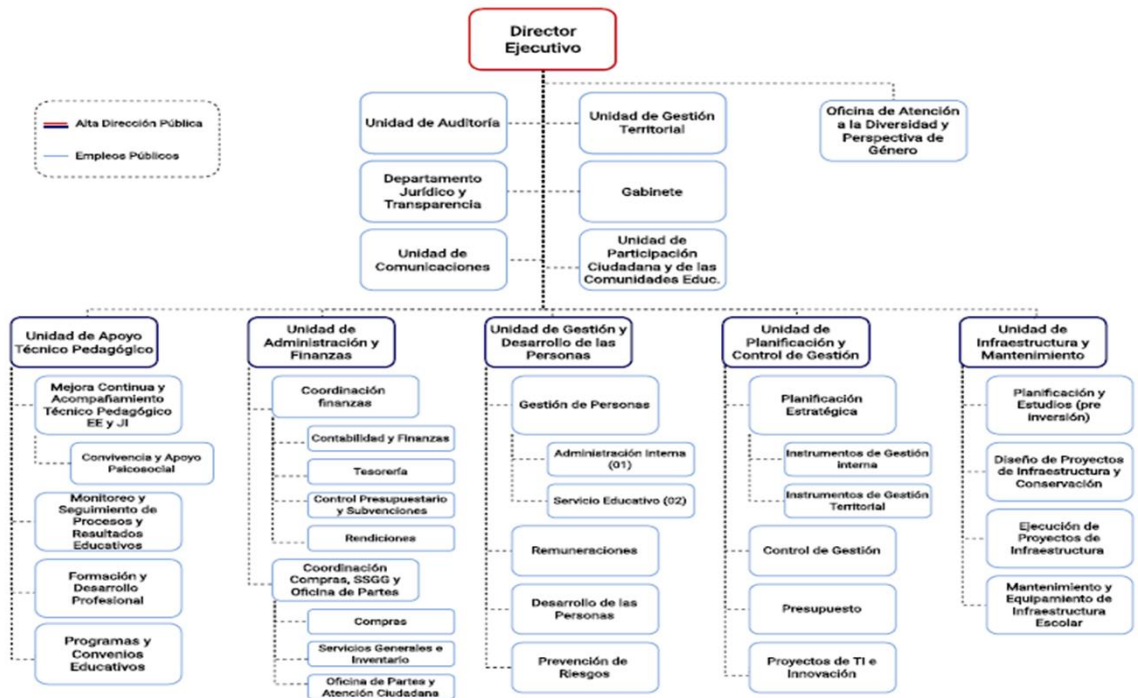 Director
Ejecutivo
Alta Dirección Pública
Empleos Públicos
Unidad de Auditoría
Unidad de Gestión
Territorial
Oficina de Atención
a la Diversidad y
Perspectiva de
Género
Departamento
Jurídico y
Transparencia
Gabinete
Unidad de
Comunicaciones
Unidad de
Participación
Ciudadana y de las
Comunidades Educ.
Unidad de Apoyo
Técnico Pedagógico
Mejora Continua y
Acompañamiento
Técnico Pedagógico
EE y JI
Convivencia y Apoyo
Psicosocial
Monitoreo y
Seguimiento de
Procesos y
Resultados
Educativos
Formación y
Desarrollo
Profesional
Programas y
Convenios
Educativos
Unidad de
Administración y
Finanzas
Coordinación
finanzas
Contabilidad y Finanzas
Tesorería
Control Presupuestario
y Subvenciones
Rendiciones
Coordinación
Compras, SSGG y
Oficina de Partes
Compras
Servicios Generales e
Inventario
Oficina de Partes y
Atención Ciudadana
Unidad de Gestión y
Desarrollo de las
Personas
Gestión de Personas
Administración Interna
(01)
Servicio Educativo (02)
Remuneraciones
Desarrollo de las
Personas
Prevención de
Riesgos
Unidad de
Planificación y
Control de Gestión
Planificación
Estratégica
Instrumentos de Gestión
interna
Instrumentos de Gestión
Territorial
Control de Gestión
Presupuesto
Proyectos de TI e
Innovación
Unidad de
Infraestructura y
Mantenimiento
Planificación y
Estudios (pre
inversión)
Diseño de Proyectos
de Infraestructura y
Conservación
Ejecución de
Proyectos de
Infraestructura
Mantenimiento y
Equipamiento de
Infraestructura
Escolar